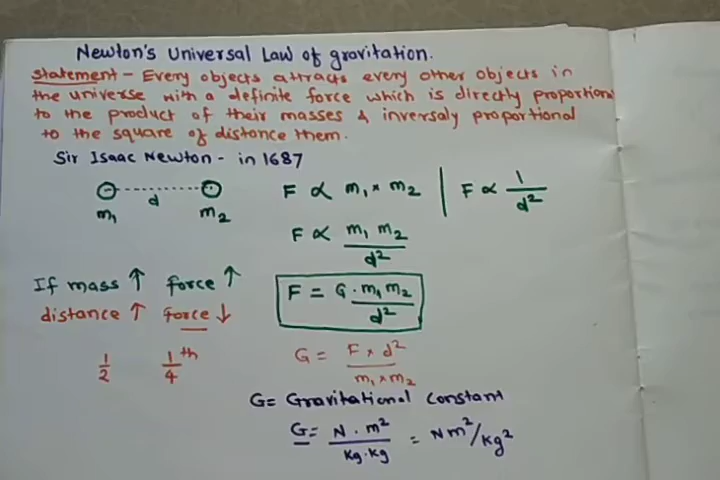 Newton's Universal Law of gravitation.
Statement - Every objects attracts every other objects in
the universe with a definite force which is directly proportion
to the product of their masses & inversaly proportional
to the square of distance them.
Sir Isaac Newton - in 1687
m₁ d m₂
F ∝ m₁ × m₂ | F ∝ 1/d²
F ∝ m₁ m₂/d²
If mass ↑ force ↑
distance ↑ force ↓
F = G · m₁ m₂/d²
1/2 1/4 th
G = F × d²/m₁ × m₂
G = Gravitational constant
G = N · m²/kg · kg = Nm²/kg²